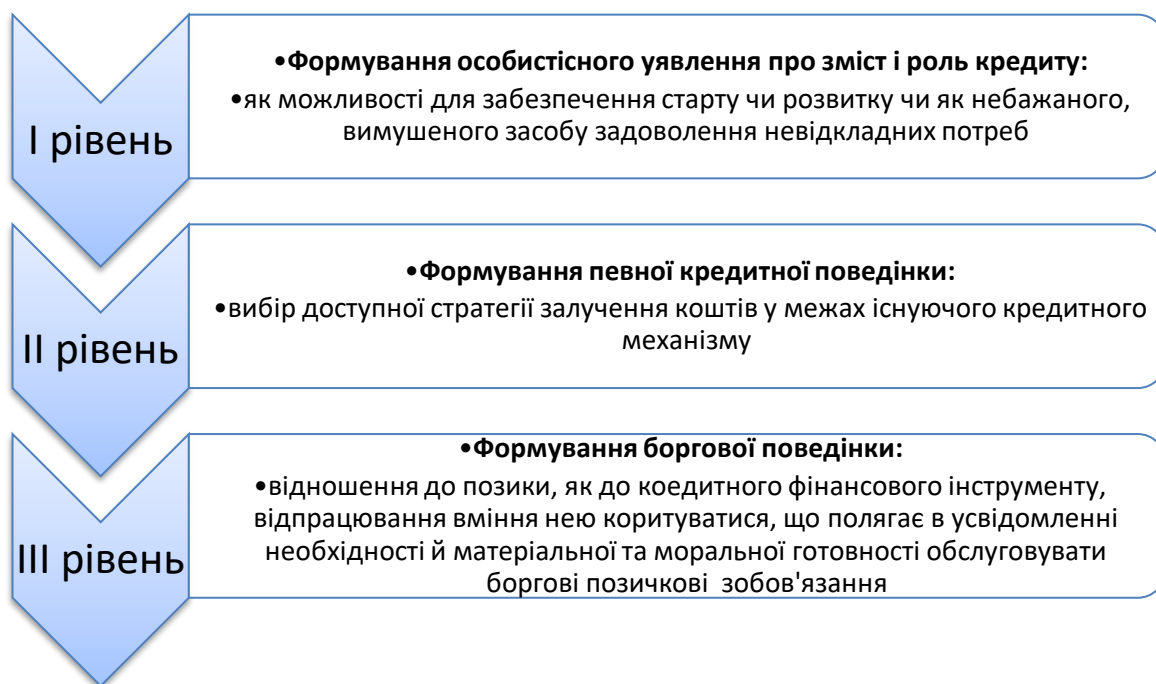 І рівень
•Формування особистісного уявлення про зміст і роль кредиту:
•як можливості для забезпечення старту чи розвитку чи як небажаного,
вимушеного засобу задоволення невідкладних потреб
ІІ рівень
•Формування певної кредитної поведінки:
•вибір доступної стратегії залучення коштів у межах існуючого кредитного
механізму
ІІІ рівень
•Формування боргової поведінки:
•відношення до позики, як до коедитного фінансового інструменту,
відпрацювання вміння нею коритуватися, що полягає в усвідомленні
необхідності й матеріальної та моральної готовності обслуговувати
боргові позичкові  зобов'язання